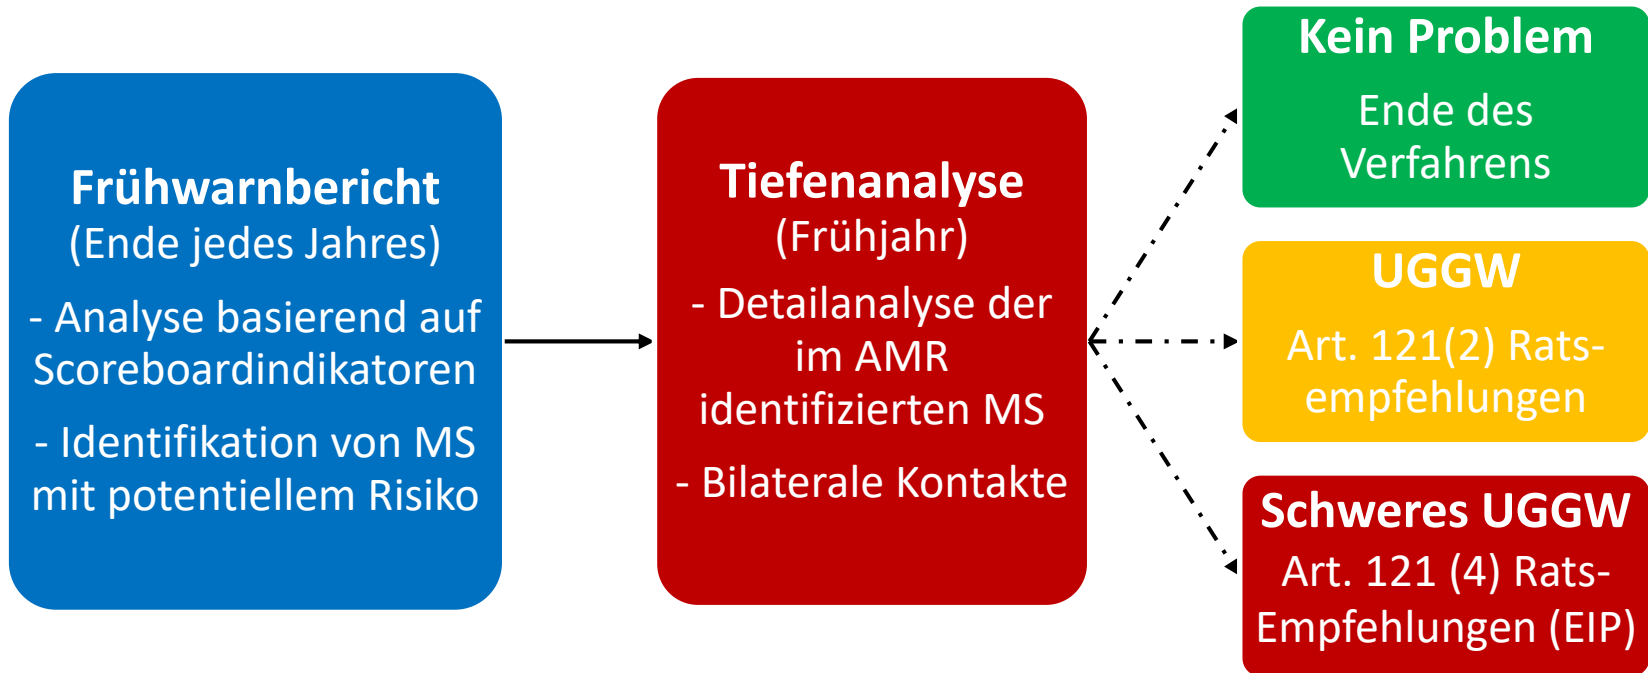 Frühwarnbericht
(Ende jedes Jahres)
- Analyse basierend auf
Scoreboardindikatoren
- Identifikation von MS
mit potentiellem Risiko
Tiefenanalyse
(Frühjahr)
- Detailanalyse der
im AMR
identifizierten MS
- Bilaterale Kontakte
Kein Problem
Ende des
Verfahrens
UGGW
Art. 121(2) Rats-
empfehlungen
Schweres UGGW
Art. 121 (4) Rats-
Empfehlungen (EIP)